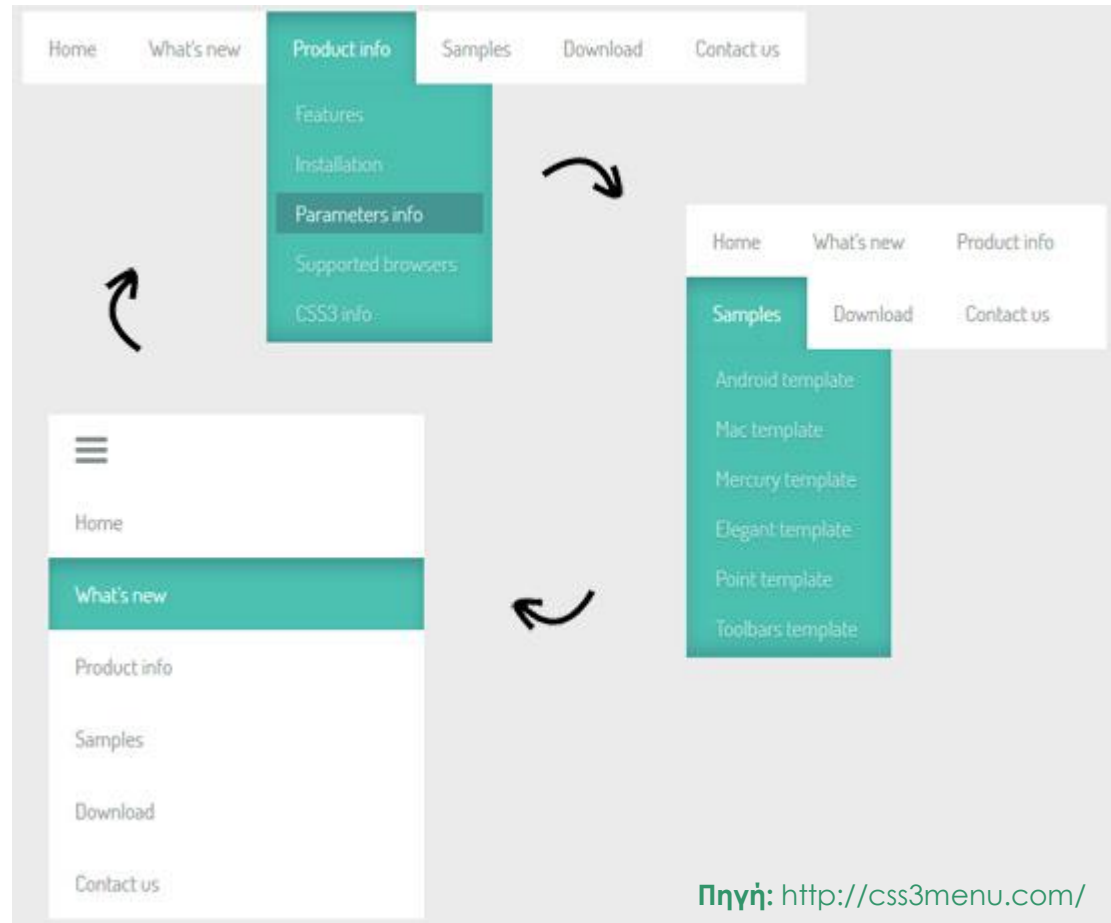 Home What's new Product info Samples Download Contact us
Features
Installation
Parameters info
Supported browsers
CSS3 info
Home What's new Product info
Samples Download Contact us
Android template
Mac template
Mercury template
Elegant template
Point template
Toolbars template
Home
What's new
Product info
Samples
Download
Contact us
Πηγή: http://css3menu.com/